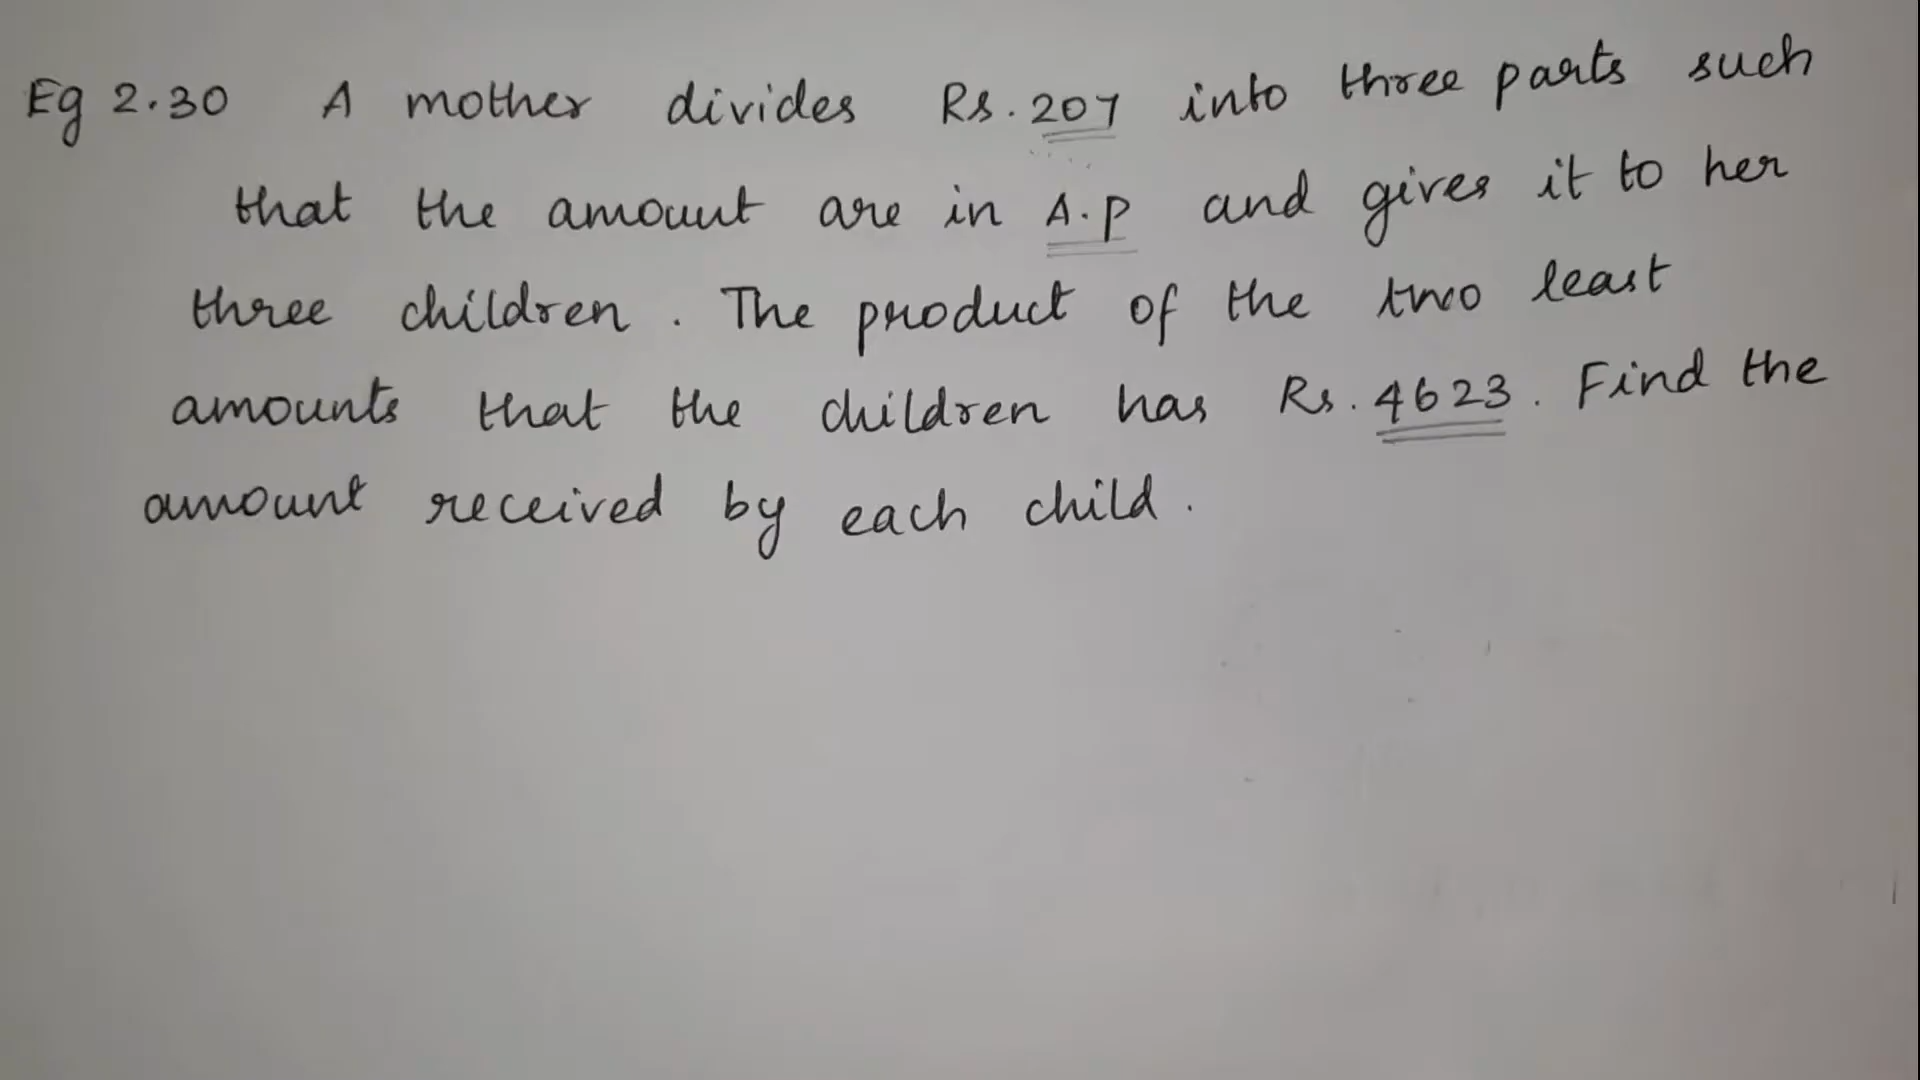 Eg 2.30 A mother divides Rs. 207 into three parts such
that the amount are in A.P and gives it to her
three children. The product of the two least
amounts that the children has Rs. 4623. Find the
amount received by each child.